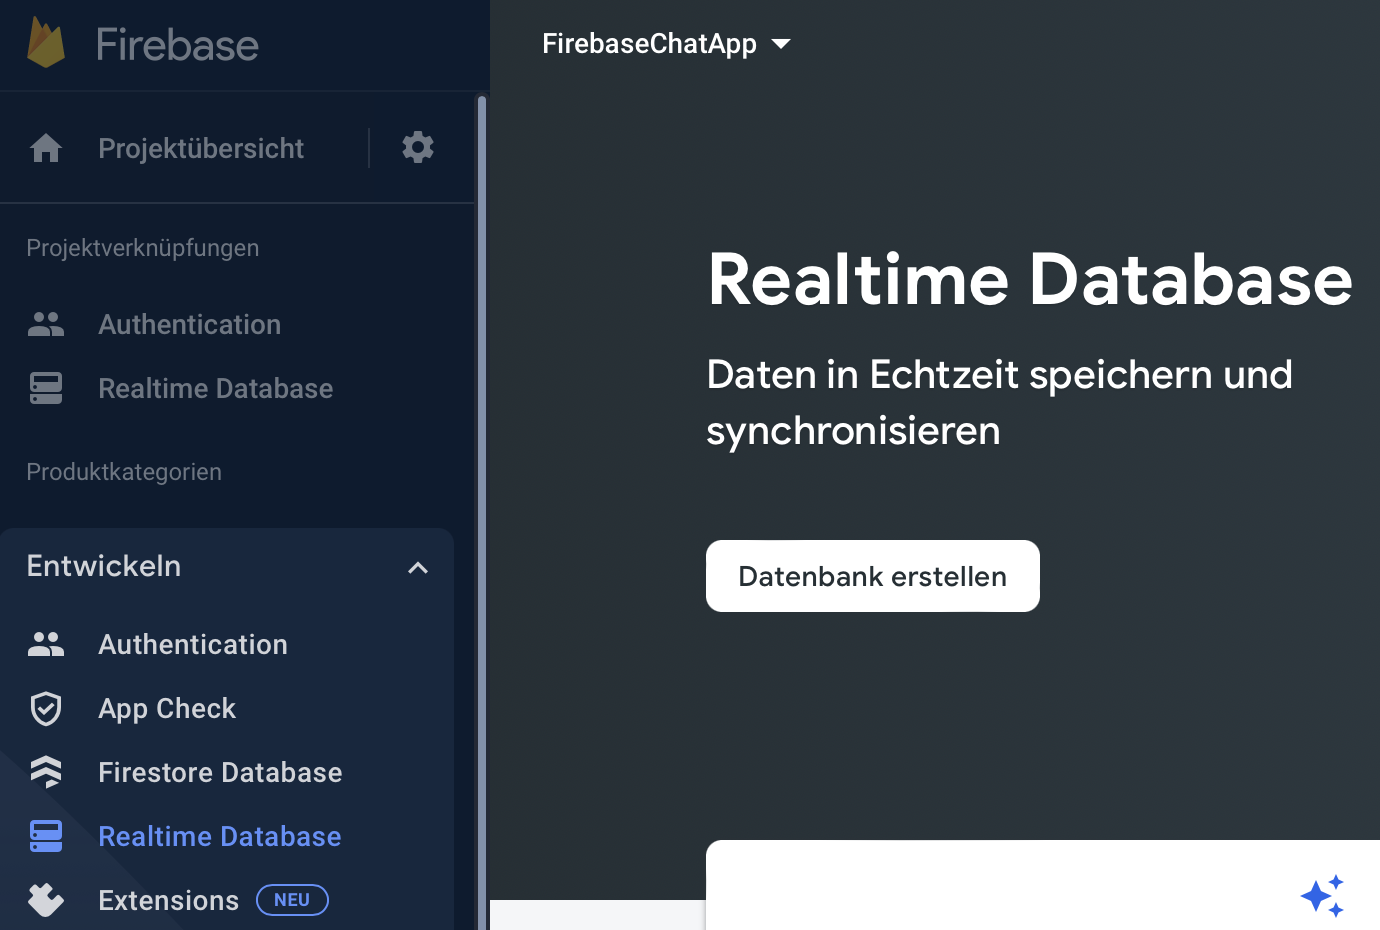 Firebase
FirebaseChatApp
Projektübersicht
Projektverknüpfungen
Authentication
Realtime Database
Produktkategorien
Entwickeln
Authentication
App Check
Firestore Database
Realtime Database
Extensions NEU
Realtime Database
Daten in Echtzeit speichern und
synchronisieren
Datenbank erstellen